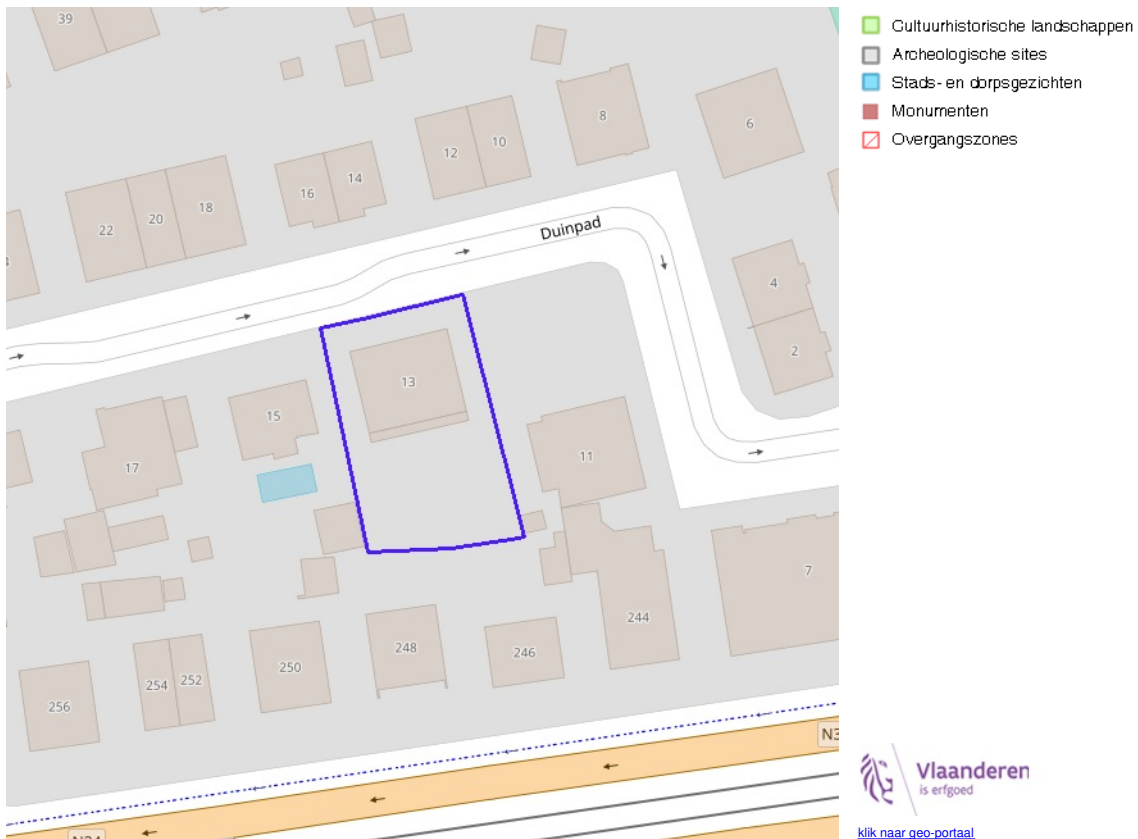 39
8
6
12
10
16
14
22
20
18
Duinpad
4
2
13
15
17
11
7
244
248
246
250
254
252
256
Cultuurhistorische landschappen
Archeologische sites
Stads- en dorpsgezichten
Monumenten
Overgangszones
Vlaanderen
is erfgoed
klik naar geo-portaal